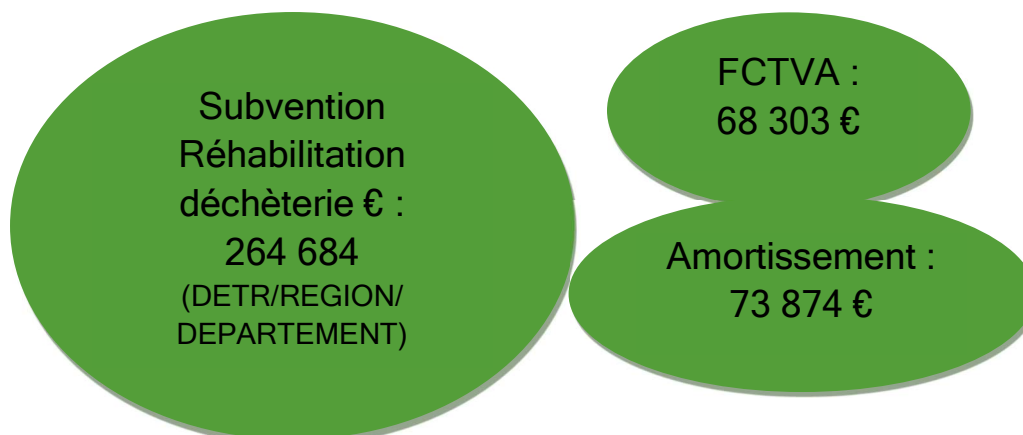 Subvention
Réhabilitation
déchèterie € :
264 684
(DETR/REGION/
DEPARTEMENT)
FCTVA :
68 303 €
Amortissement :
73 874 €